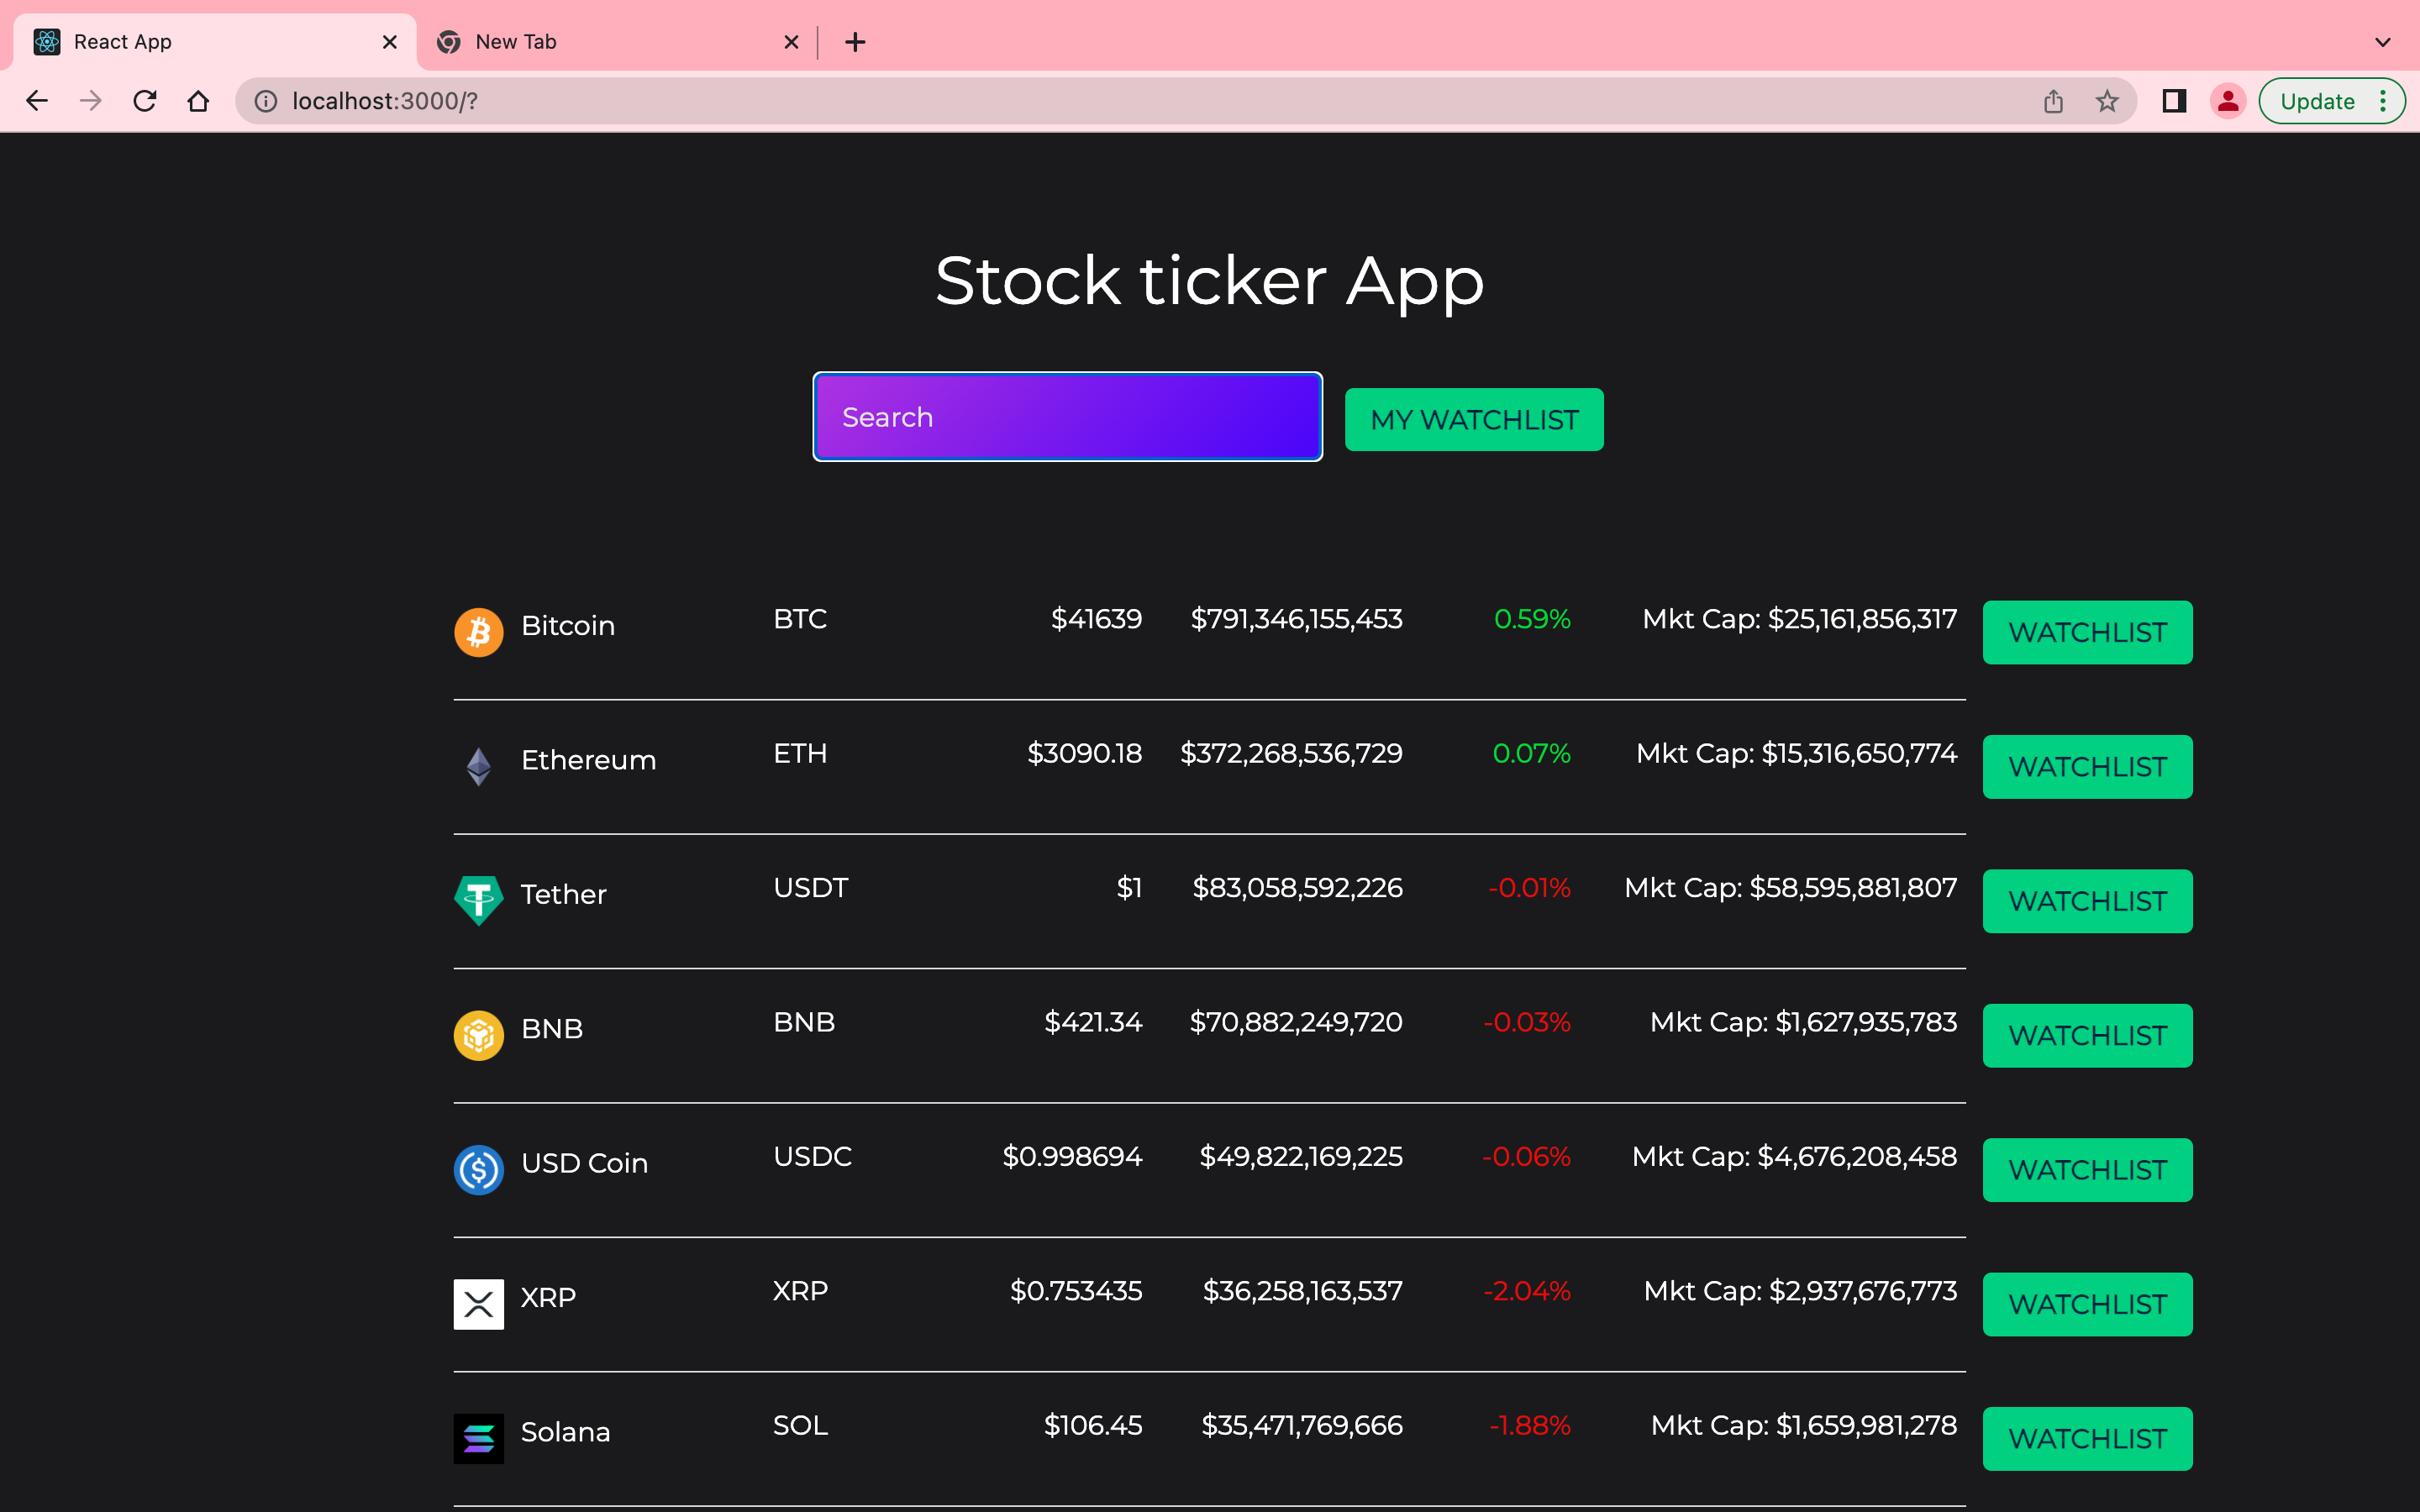 React App
New Tab
localhost:3000/?
Update
Stock ticker App
Search
MY WATCHLIST
Bitcoin BTC $41639 $791,346,155,453 0.59% Mkt Cap: $25,161,856,317 WATCHLIST
Ethereum ETH $3090.18 $372,268,536,729 0.07% Mkt Cap: $15,316,650,774 WATCHLIST
Tether USDT $1 $83,058,592,226 -0.01% Mkt Cap: $58,595,881,807 WATCHLIST
BNB BNB $421.34 $70,882,249,720 -0.03% Mkt Cap: $1,627,935,783 WATCHLIST
USD Coin USDC $0.998694 $49,822,169,225 -0.06% Mkt Cap: $4,676,208,458 WATCHLIST
XRP XRP $0.753435 $36,258,163,537 -2.04% Mkt Cap: $2,937,676,773 WATCHLIST
Solana SOL $106.45 $35,471,769,666 -1.88% Mkt Cap: $1,659,981,278 WATCHLIST